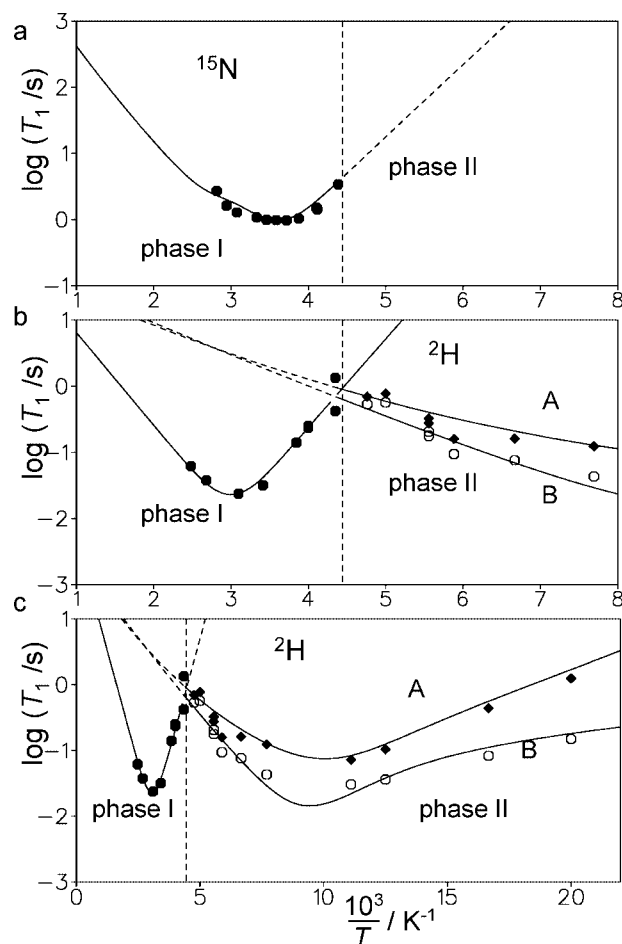 a
3
2
1
0
−1
log (T₁ /s)
¹⁵N
phase II
phase I
1 2 3 4 5 6 7 8
b
1
0
−1
−2
−3
log (T₁ /s)
²H
A
B
phase II
phase I
1 2 3 4 5 6 7 8
c
1
0
−1
−2
−3
log (T₁ /s)
²H
A
B
phase I
phase II
0 5 10 15 20
10³/T / K⁻¹